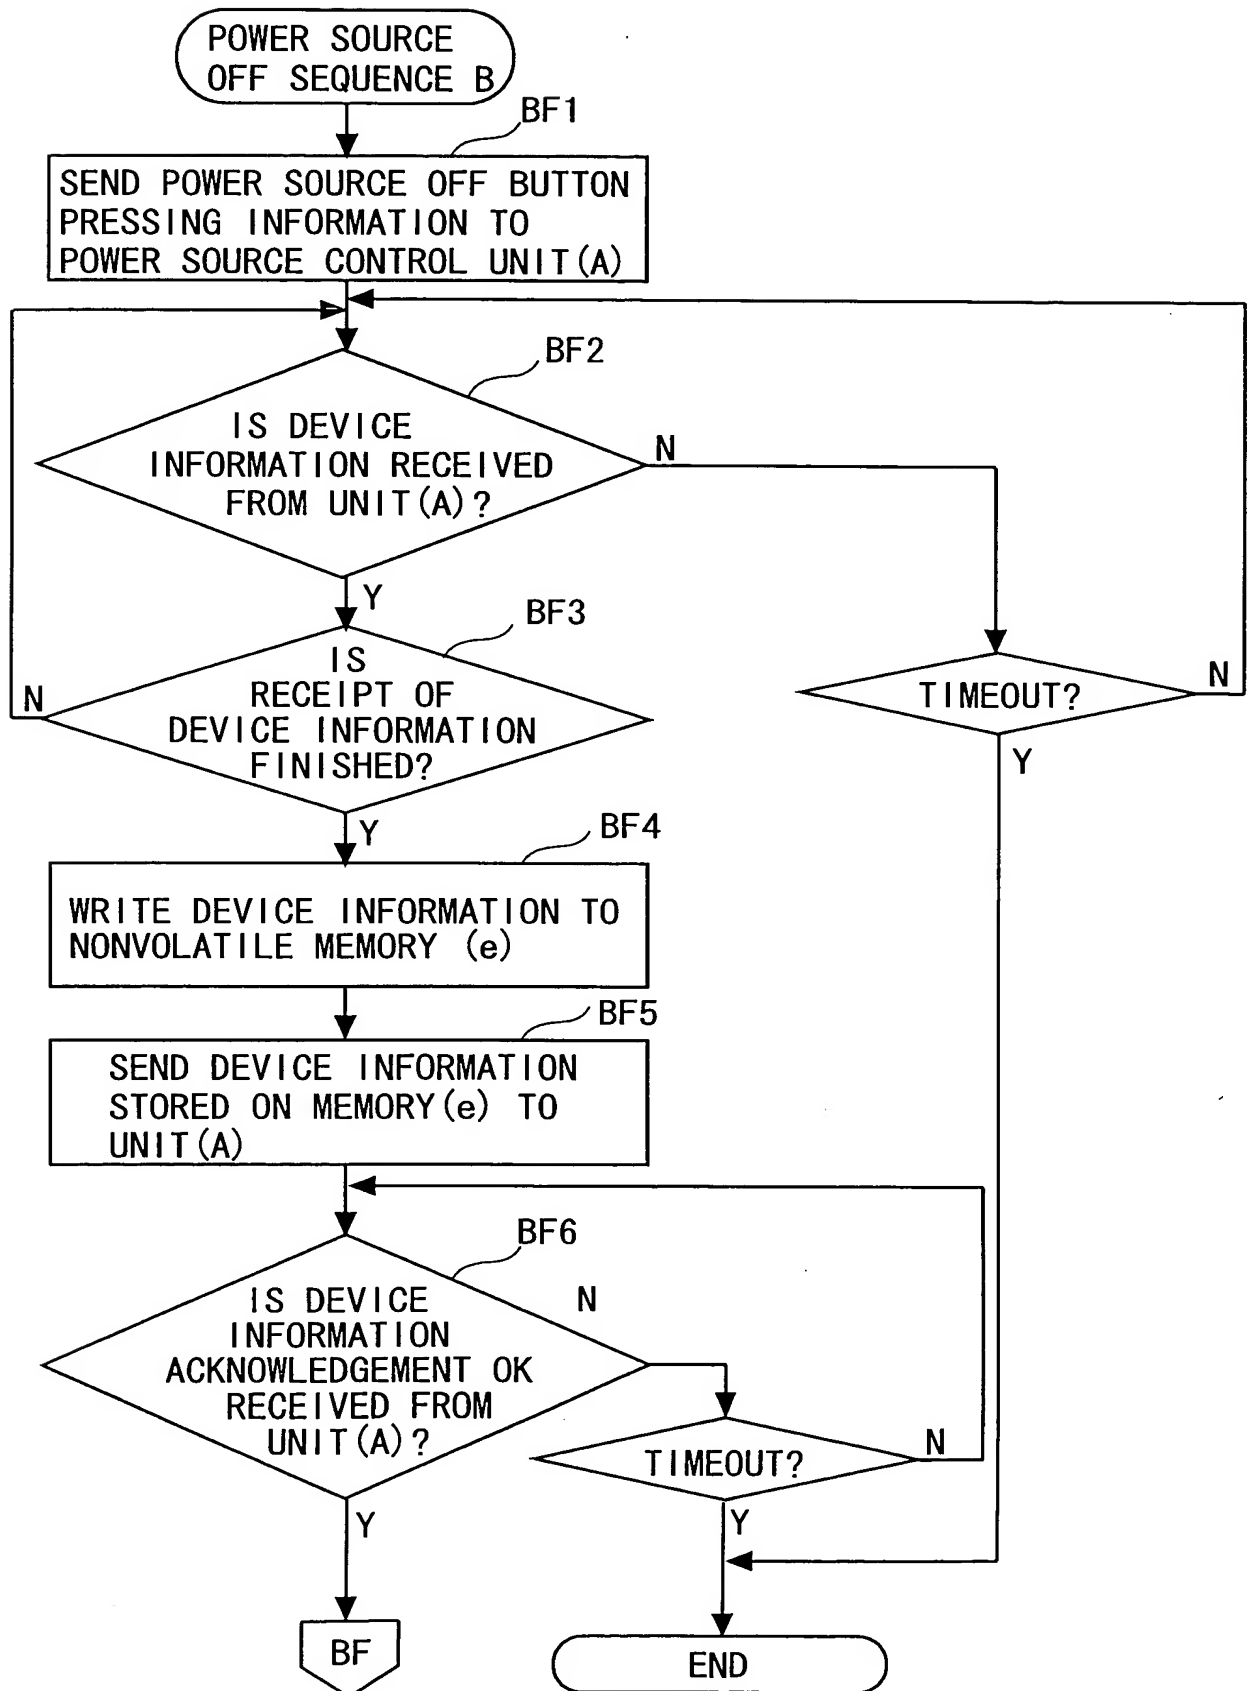 POWER SOURCE
OFF SEQUENCE B
BF1
SEND POWER SOURCE OFF BUTTON
PRESSING INFORMATION TO
POWER SOURCE CONTROL UNIT(A)
BF2
IS DEVICE
INFORMATION RECEIVED
FROM UNIT(A)?
N
Y
BF3
IS
RECEIPT OF
DEVICE INFORMATION
FINISHED?
N
TIMEOUT?
N
Y
Y
BF4
WRITE DEVICE INFORMATION TO
NONVOLATILE MEMORY (e)
BF5
SEND DEVICE INFORMATION
STORED ON MEMORY(e) TO
UNIT(A)
BF6
IS DEVICE
INFORMATION
ACKNOWLEDGEMENT OK
RECEIVED FROM
UNIT(A)?
N
TIMEOUT?
N
Y
Y
BF
END